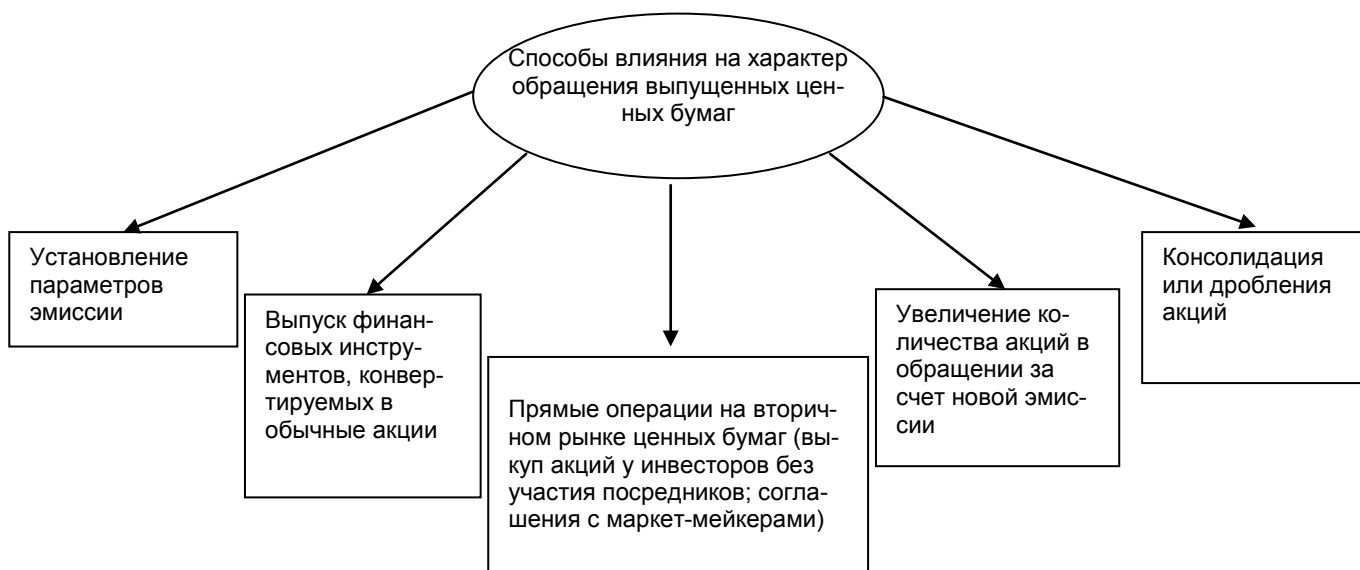 Способы влияния на характер
обращения выпущенных цен-
ных бумаг
Установление
параметров
эмиссии
Выпуск финан-
совых инстру-
ментов, конвер-
тируемых в
обычные акции
Прямые операции на вторич-
ном рынке ценных бумаг (вы-
куп акций у инвесторов без
участия посредников; согла-
шения с маркет-мейкерами)
Увеличение ко-
личества акций в
обращении за
счет новой эмис-
сии
Консолидация
или дробления
акций